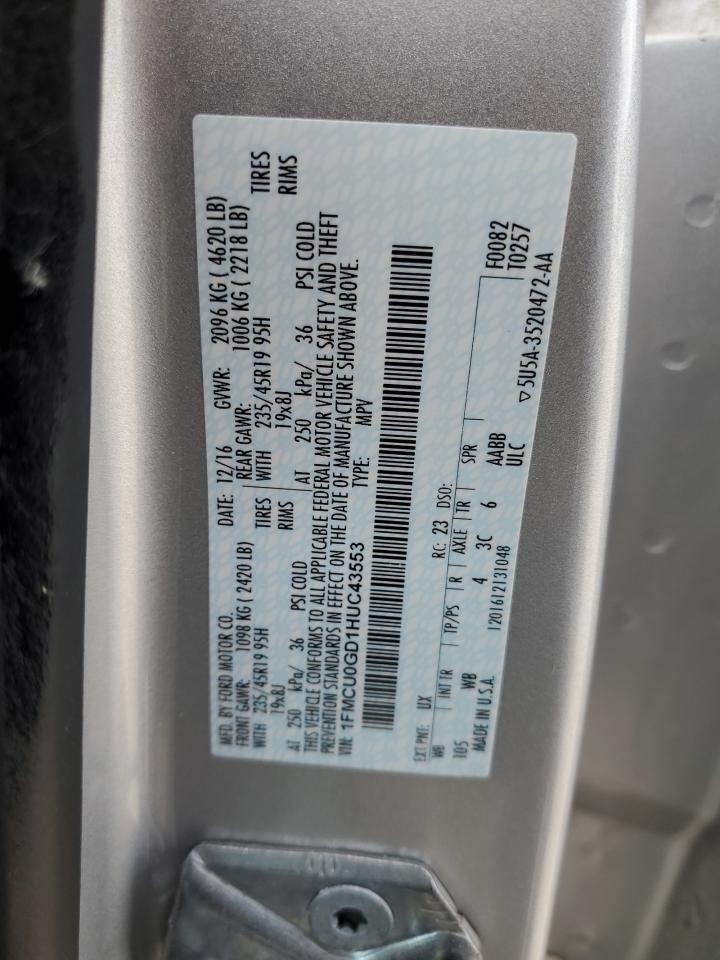 MFD. BY FORD MOTOR CO. DATE: 12/16 GVWR: 2096 KG ( 4620 LB)
FRONT GAWR: 1098 KG ( 2420 LB) REAR GAWR: 1006 KG ( 2218 LB)
WITH 235/45R19 95H TIRES WITH 235/45R19 95H TIRES
19x8J RIMS 19x8J RIMS
AT 250 kPa/ 36 PSI COLD AT 250 kPa/ 36 PSI COLD
THIS VEHICLE CONFORMS TO ALL APPLICABLE FEDERAL MOTOR VEHICLE SAFETY AND THEFT
PREVENTION STANDARDS IN EFFECT ON THE DATE OF MANUFACTURE SHOWN ABOVE.
VIN: 1FMCU0GD1HUC43553 TYPE: MPV
EXT PNT: UX RC: 23 DSO: F0082
WB INT TR TP/PS R AXLE TR SPR T0257
105 WB 4 3C 6 AABB
MADE IN U.S.A. 1201612131048 ULC ▽5U5A-3520472-AA